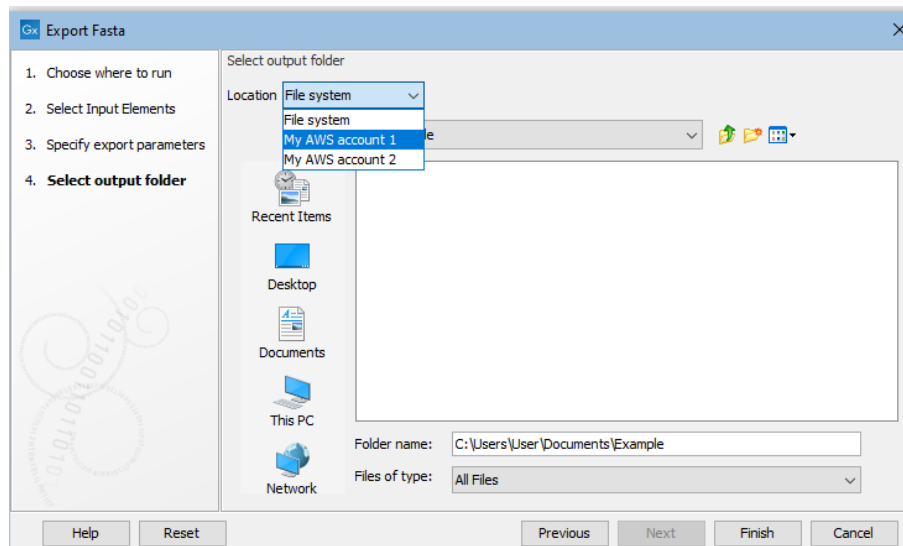 Gx Export Fasta
1. Choose where to run
2. Select Input Elements
3. Specify export parameters
4. Select output folder
Select output folder
Location File system
File system
My AWS account 1
My AWS account 2
Recent Items
Desktop
Documents
This PC
Network
Folder name: C:\Users\User\Documents\Example
Files of type: All Files
Help Reset Previous Next Finish Cancel